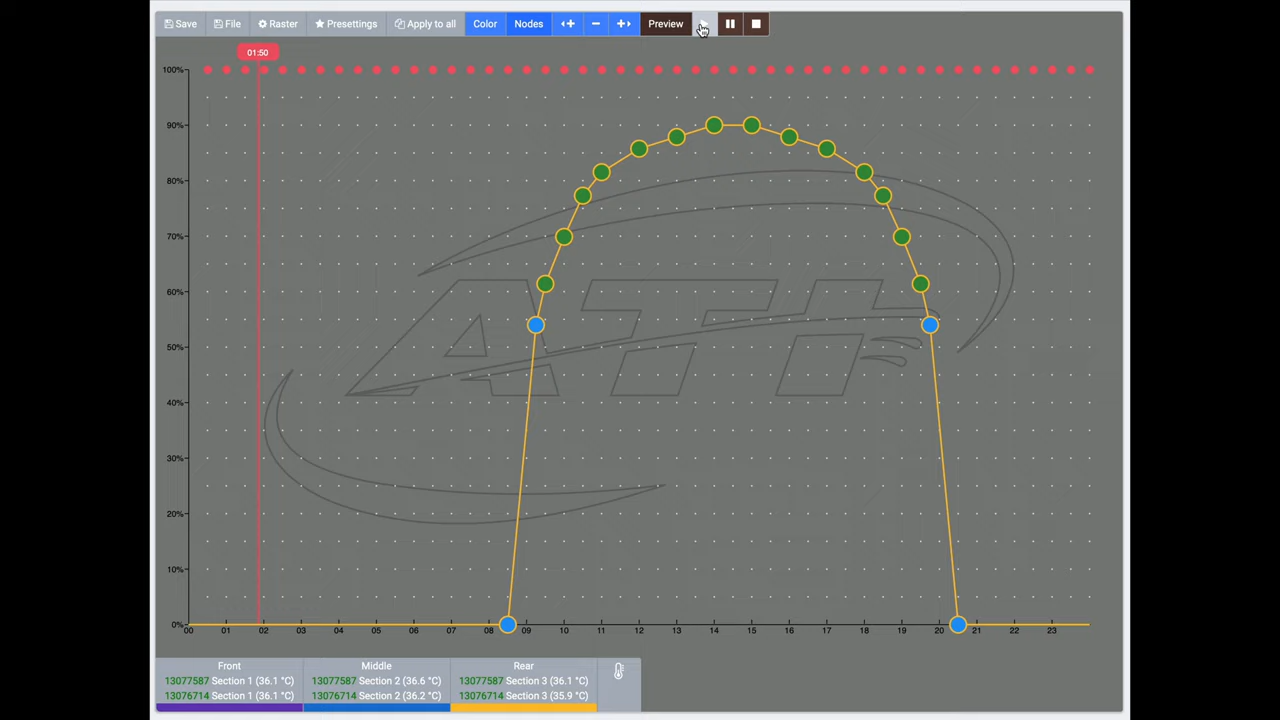 Save File Raster Presettings Apply to all Color Nodes Preview
01:50
100%
90%
80%
70%
60%
50%
40%
30%
20%
10%
0%
00 01 02 03 04 05 06 07 08 09 10 11 12 13 14 15 16 17 18 19 20 21 22 23
ATI
Front Middle Rear
13077587 Section 1 (36.1 °C) 13077587 Section 2 (36.6 °C) 13077587 Section 3 (36.1 °C)
13076714 Section 1 (36.1 °C) 13076714 Section 2 (36.2 °C) 13076714 Section 3 (35.9 °C)